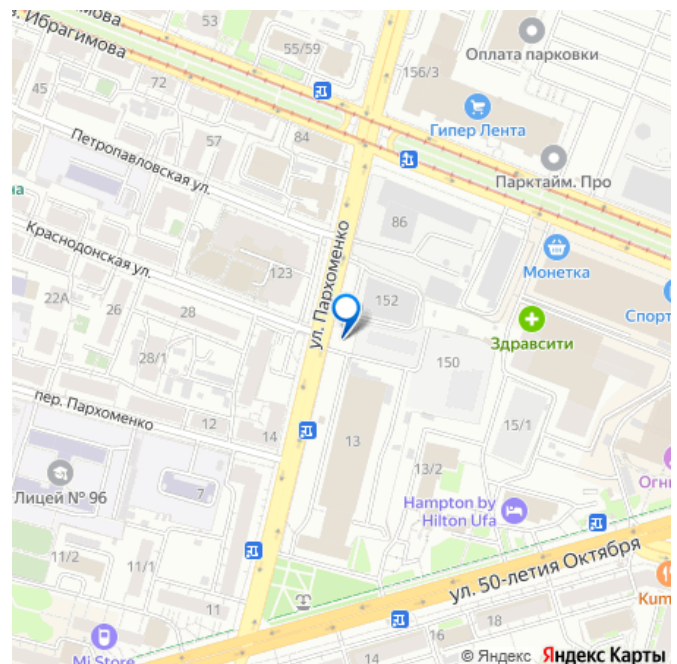 53
. Ибрагимова
55/59
Оплата парковки
156/3
72
45
Гипер Лента
57
84
Петропавловская ул.
Парктайм. Про
на
86
Краснодонская ул.
ул. Пархоменко
123
Монетка
22А
26
28
152
Спорт
Здравсити
28/1
150
пер. Пархоменко
12
14
13
15/1
Лицей № 96
7
13/2
Огни
Hampton by
Hilton Ufa
11/2
11/1
ул. 50-летия Октября
11
Kum
Mi Store
16
18
14
© Яндекс Яндекс Карты